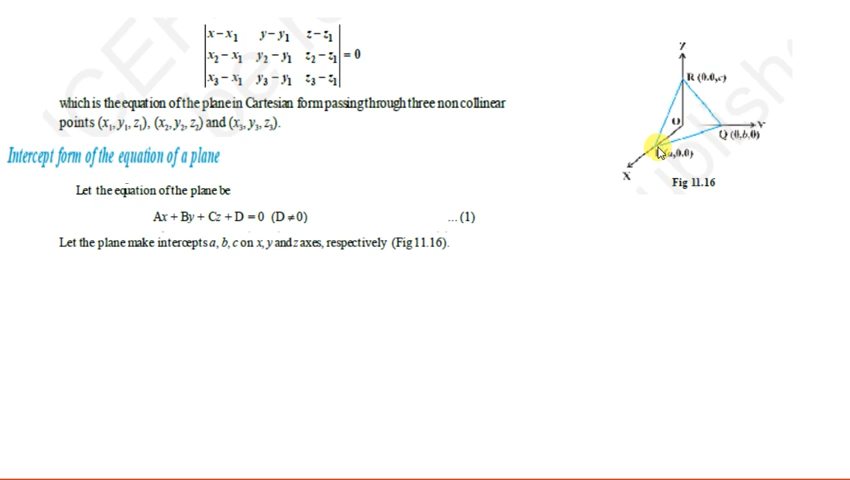 x – x₁ y – y₁ z – z₁
x₂ – x₁ y₂ – y₁ z₂ – z₁ = 0
x₃ – x₁ y₃ – y₁ z₃ – z₁
which is the equation of the plane in Cartesian form passing through three non collinear
points (x₁, y₁, z₁), (x₂, y₂, z₂) and (x₃, y₃, z₃).
Intercept form of the equation of a plane
Let the equation of the plane be
Ax + By + Cz + D = 0 (D ≠ 0) ... (1)
Let the plane make intercepts a, b, c on x, y and z axes, respectively (Fig 11.16).
Z
R (0,0,c)
O
Y
Q (0,b,0)
a,0,0)
X
Fig 11.16